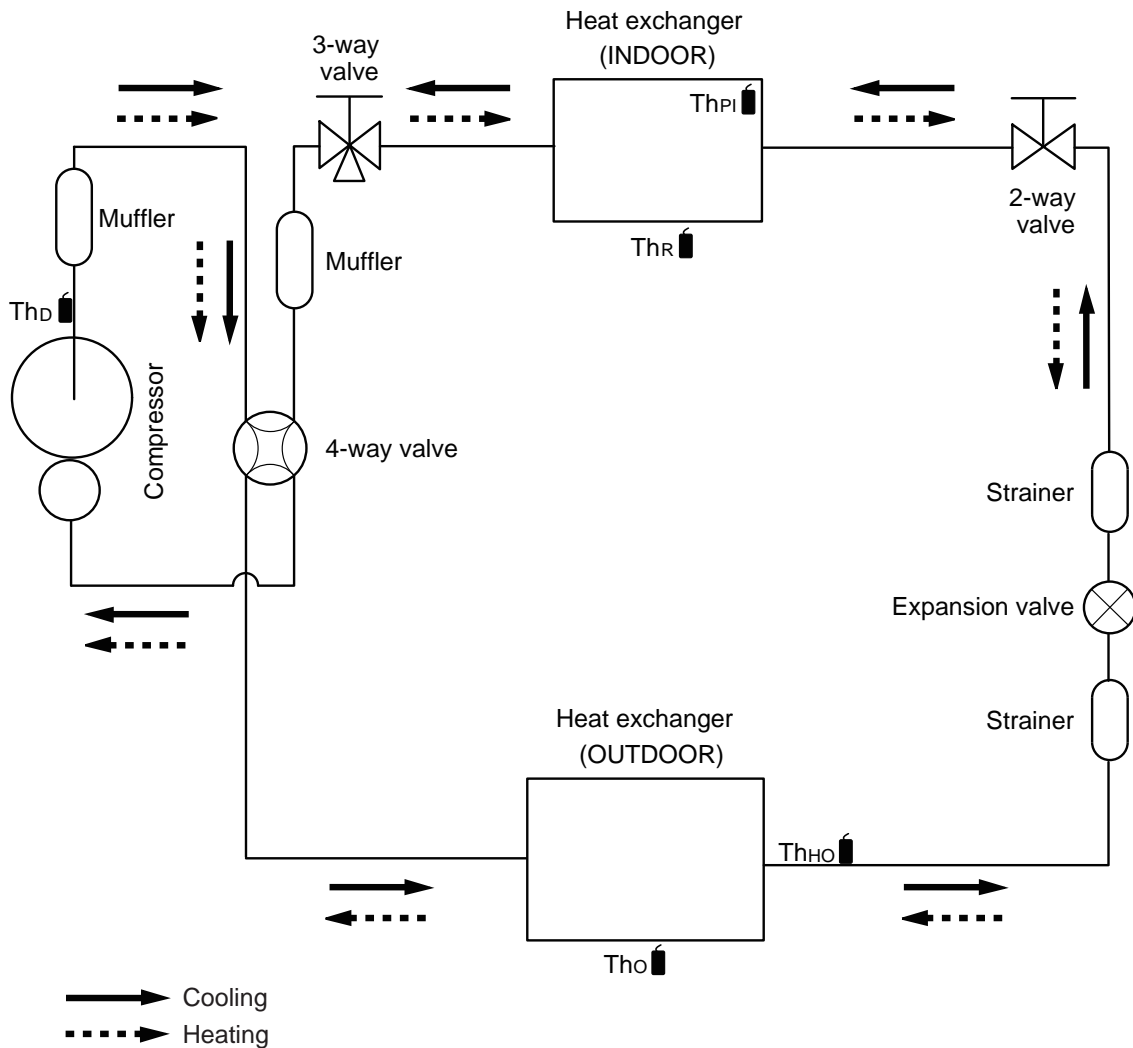 Heat exchanger
(INDOOR)
3-way
valve
ThPI
Muffler
2-way
valve
ThR
Muffler
ThD
Compressor
4-way valve
Strainer
Expansion valve
Strainer
Heat exchanger
(OUTDOOR)
ThHO
ThO
Cooling
Heating